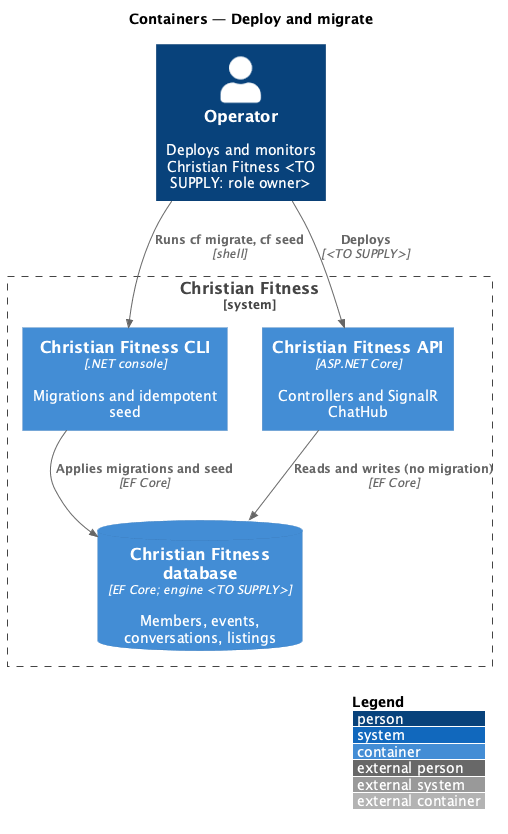 Containers — Deploy and migrate
Operator
Deploys and monitors
Christian Fitness <TO
SUPPLY: role owner>
Runs cf migrate, cf seed
[shell]
Deploys
[<TO SUPPLY>]
Christian Fitness
[system]
Christian Fitness CLI
[.NET console]
Migrations and idempotent
seed
Christian Fitness API
[ASP.NET Core]
Controllers and SignalR
ChatHub
Applies migrations and seed
[EF Core]
Reads and writes (no migration)
[EF Core]
Christian Fitness
database
[EF Core; engine <TO SUPPLY>]
Members, events,
conversations, listings
Legend
person
system
container
external person
external system
external container